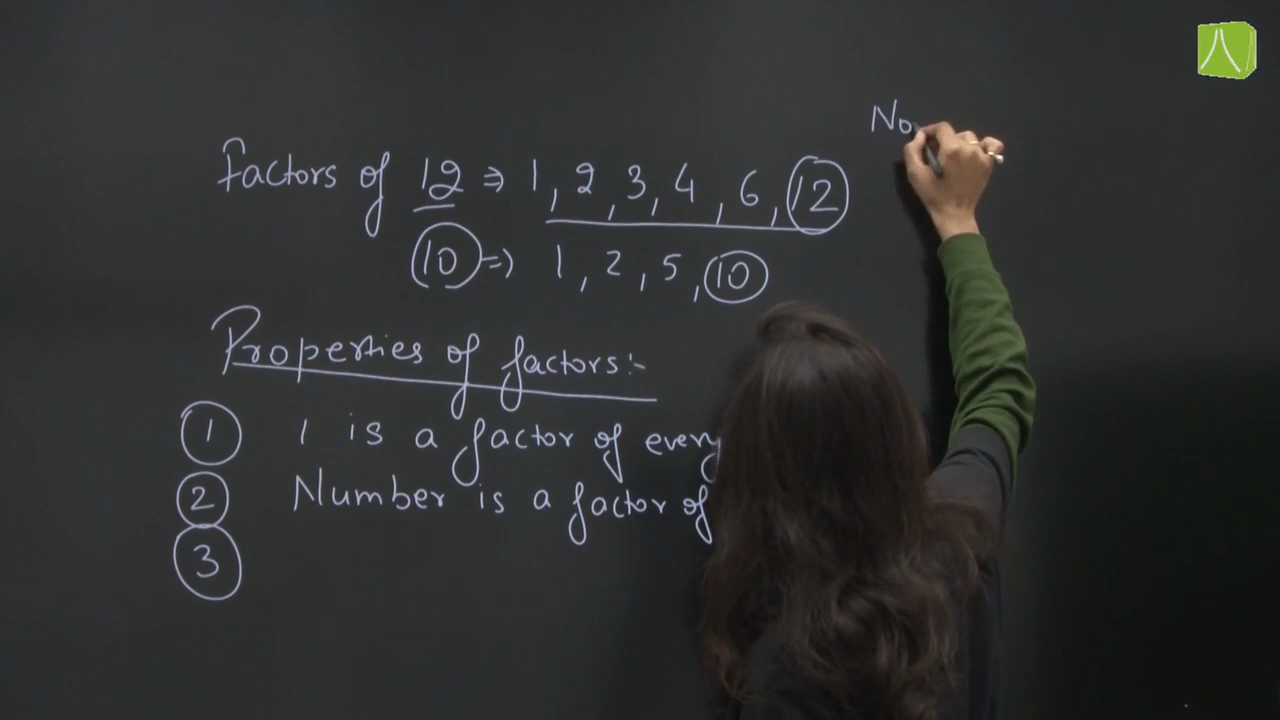 No
Factors of 12 ⇒ 1, 2, 3, 4, 6, 12
10 ⇒ 1, 2, 5, 10
Properties of factors:-
1 1 is a factor of every
2 Number is a factor of
3